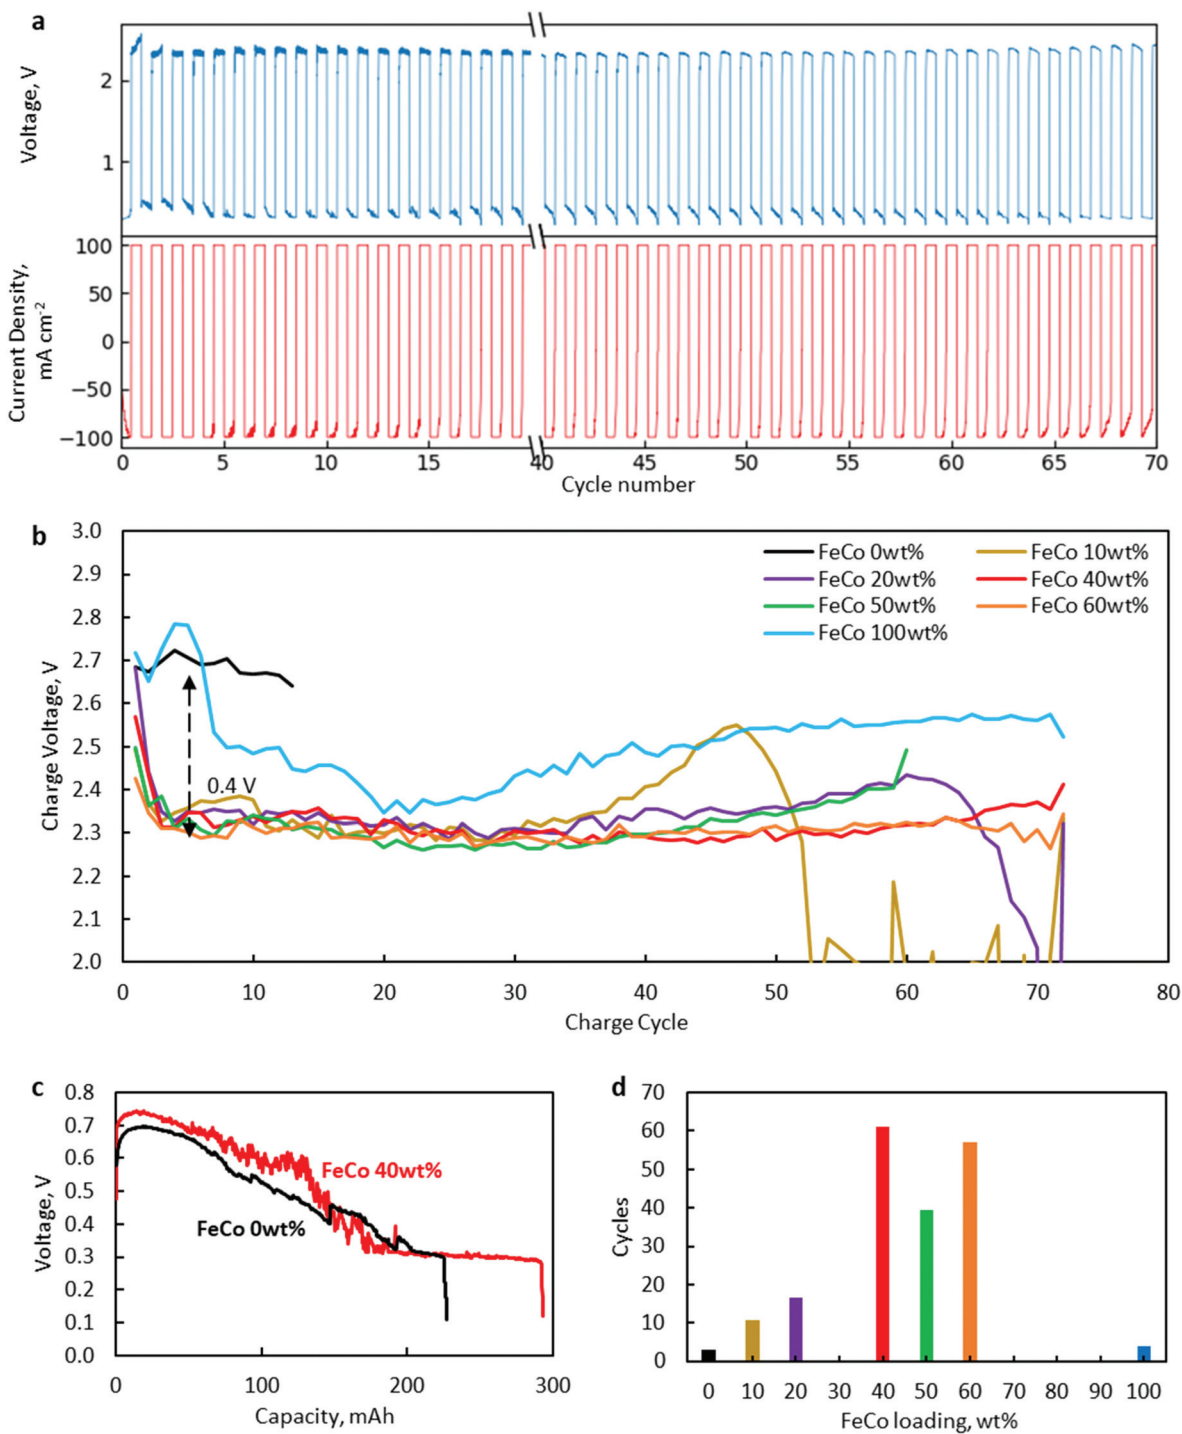 a
Voltage, V
2
1
Current Density,
mA cm-2
100
50
0
−50
−100
0 5 10 15 40 45 50 55 60 65 70
Cycle number
b
Charge Voltage, V
3.0
2.9
2.8
2.7
2.6
2.5
2.4
2.3
2.2
2.1
2.0
FeCo 0wt% FeCo 10wt%
FeCo 20wt% FeCo 40wt%
FeCo 50wt% FeCo 60wt%
FeCo 100wt%
0.4 V
0 10 20 30 40 50 60 70 80
Charge Cycle
c
Voltage, V
0.8
0.7
0.6
0.5
0.4
0.3
0.2
0.1
0.0
FeCo 40wt%
FeCo 0wt%
0 100 200 300
Capacity, mAh
d
Cycles
70
60
50
40
30
20
10
0
0 10 20 30 40 50 60 70 80 90 100
FeCo loading, wt%